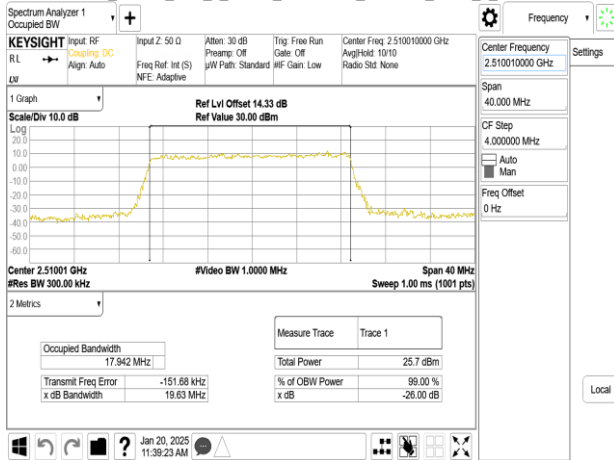 Spectrum Analyzer 1
Occupied BW
+
Frequency
KEYSIGHT
RL
LXI
Input: RF
Coupling: DC
Align: Auto
Input Z: 50 Ω
Freq Ref: Int (S)
NFE: Adaptive
Atten: 30 dB
Preamp: Off
µW Path: Standard
Trig: Free Run
Gate: Off
#IF Gain: Low
Center Freq: 2.510010000 GHz
Avg|Hold: 10/10
Radio Std: None
Center Frequency
2.510010000 GHz
Settings
Span
40.000 MHz
CF Step
4.000000 MHz
Auto
Man
Freq Offset
0 Hz
Local
1 Graph
Scale/Div 10.0 dB
Ref Lvl Offset 14.33 dB
Ref Value 30.00 dBm
Log
20.0
10.0
0.00
-10.0
-20.0
-30.0
-40.0
-50.0
-60.0
Center 2.51001 GHz
#Video BW 1.0000 MHz
Span 40 MHz
#Res BW 300.00 kHz
Sweep 1.00 ms (1001 pts)
2 Metrics
Measure Trace Trace 1
Occupied Bandwidth
17.942 MHz
Total Power 25.7 dBm
Transmit Freq Error -151.68 kHz
% of OBW Power 99.00 %
x dB Bandwidth 19.63 MHz
x dB -26.00 dB
?
Jan 20, 2025
11:39:23 AM